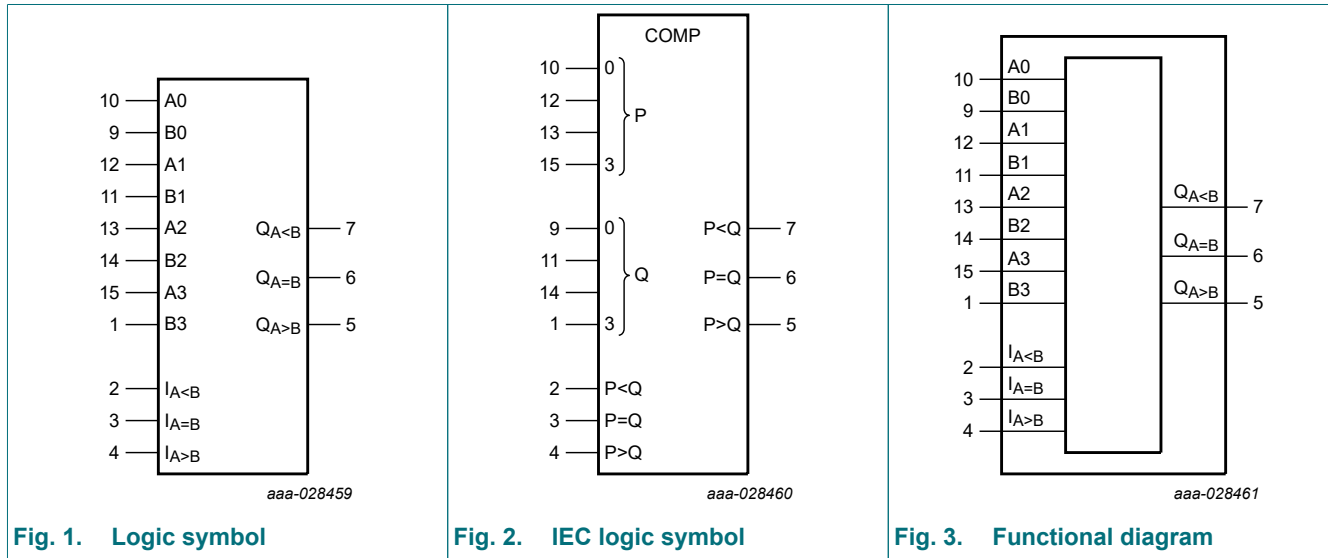 10 A0
9 B0
12 A1
11 B1
13 A2
14 B2
15 A3
1 B3
QA<B 7
QA=B 6
QA>B 5
2 IA<B
3 IA=B
4 IA>B
aaa-028459
Fig. 1. Logic symbol
COMP
10 0
12
13
15 3
P
9 0
11
14
1 3
Q
P<Q 7
P=Q 6
P>Q 5
2 P<Q
3 P=Q
4 P>Q
aaa-028460
Fig. 2. IEC logic symbol
10 A0
9 B0
12 A1
11 B1
13 A2
14 B2
15 A3
1 B3
QA<B 7
QA=B 6
QA>B 5
2 IA<B
3 IA=B
4 IA>B
aaa-028461
Fig. 3. Functional diagram